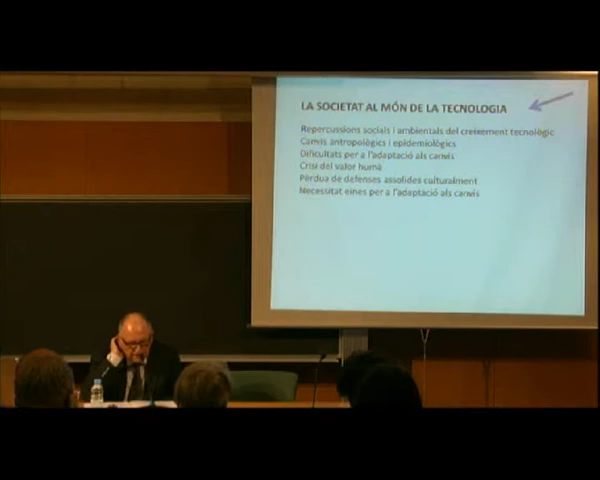 LA SOCIETAT AL MÓN DE LA TECNOLOGIA
Repercussions socials i ambientals del creixement tecnològic
Canvis antropològics i epidemiològics
Dificultats per a l'adaptació als canvis
Crisi del valor humà
Pèrdua de defenses assolides culturalment
Necessitat eines per a l'adaptació als canvis